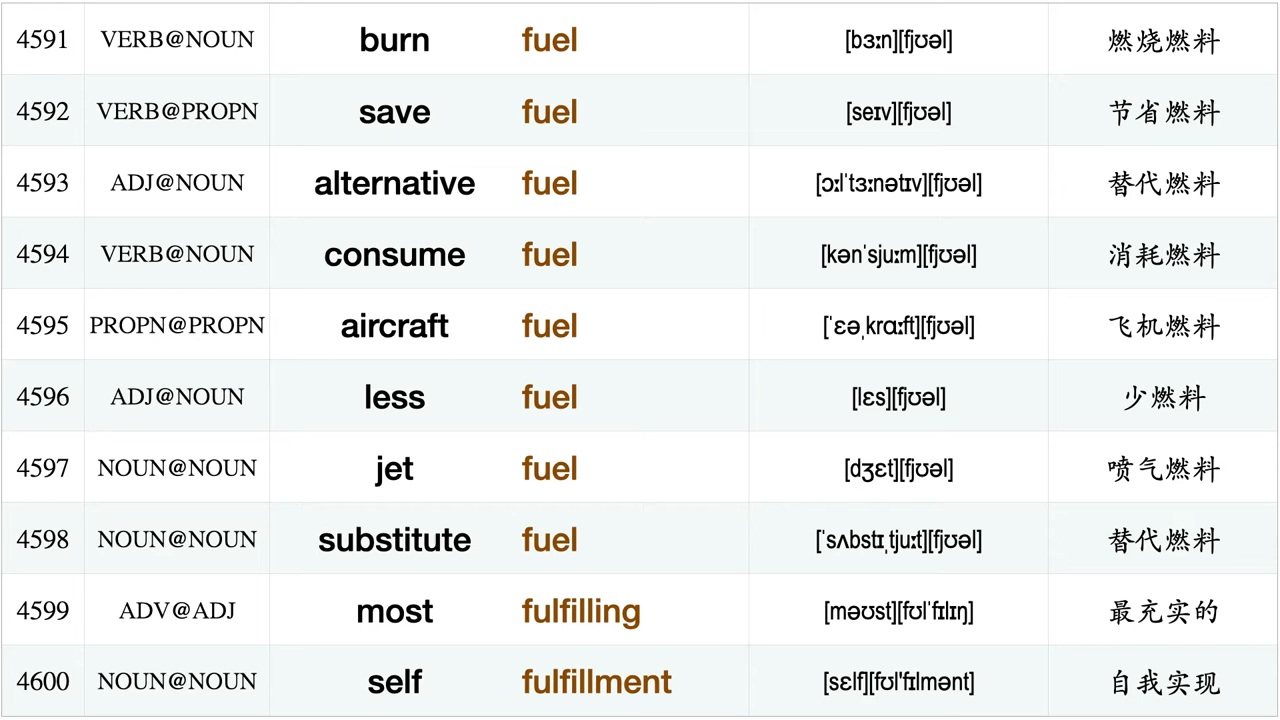 4591 VERB@NOUN burn fuel [bɜːn][fjʊəl] 燃烧燃料
4592 VERB@PROPN save fuel [seɪv][fjʊəl] 节省燃料
4593 ADJ@NOUN alternative fuel [ɔːlˈtɜːnətɪv][fjʊəl] 替代燃料
4594 VERB@NOUN consume fuel [kənˈsjuːm][fjʊəl] 消耗燃料
4595 PROPN@PROPN aircraft fuel [ˈɛəˌkrɑːft][fjʊəl] 飞机燃料
4596 ADJ@NOUN less fuel [lɛs][fjʊəl] 少燃料
4597 NOUN@NOUN jet fuel [dʒɛt][fjʊəl] 喷气燃料
4598 NOUN@NOUN substitute fuel [ˈsʌbstɪˌtjuːt][fjʊəl] 替代燃料
4599 ADV@ADJ most fulfilling [məʊst][fʊlˈfɪlɪŋ] 最充实的
4600 NOUN@NOUN self fulfillment [sɛlf][fʊl'fɪlmənt] 自我实现